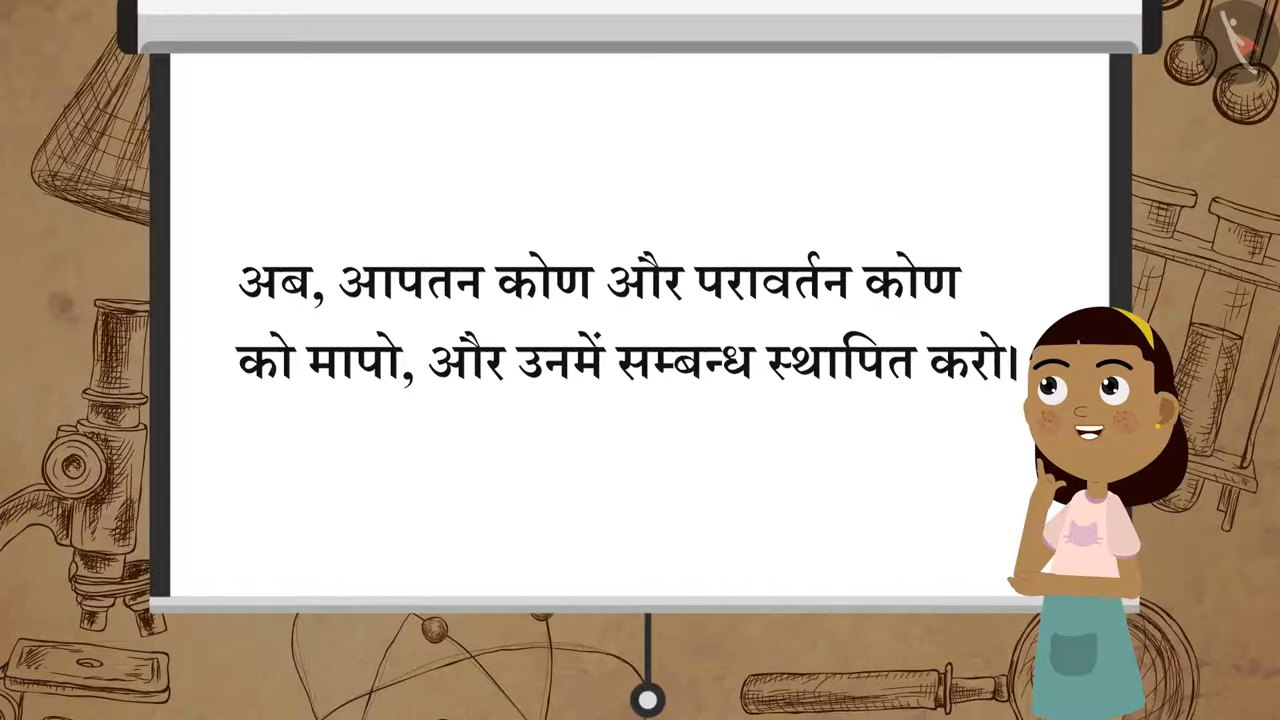 अब, आपतन कोण और परावर्तन कोण
को मापो, और उनमें सम्बन्ध स्थापित करो।